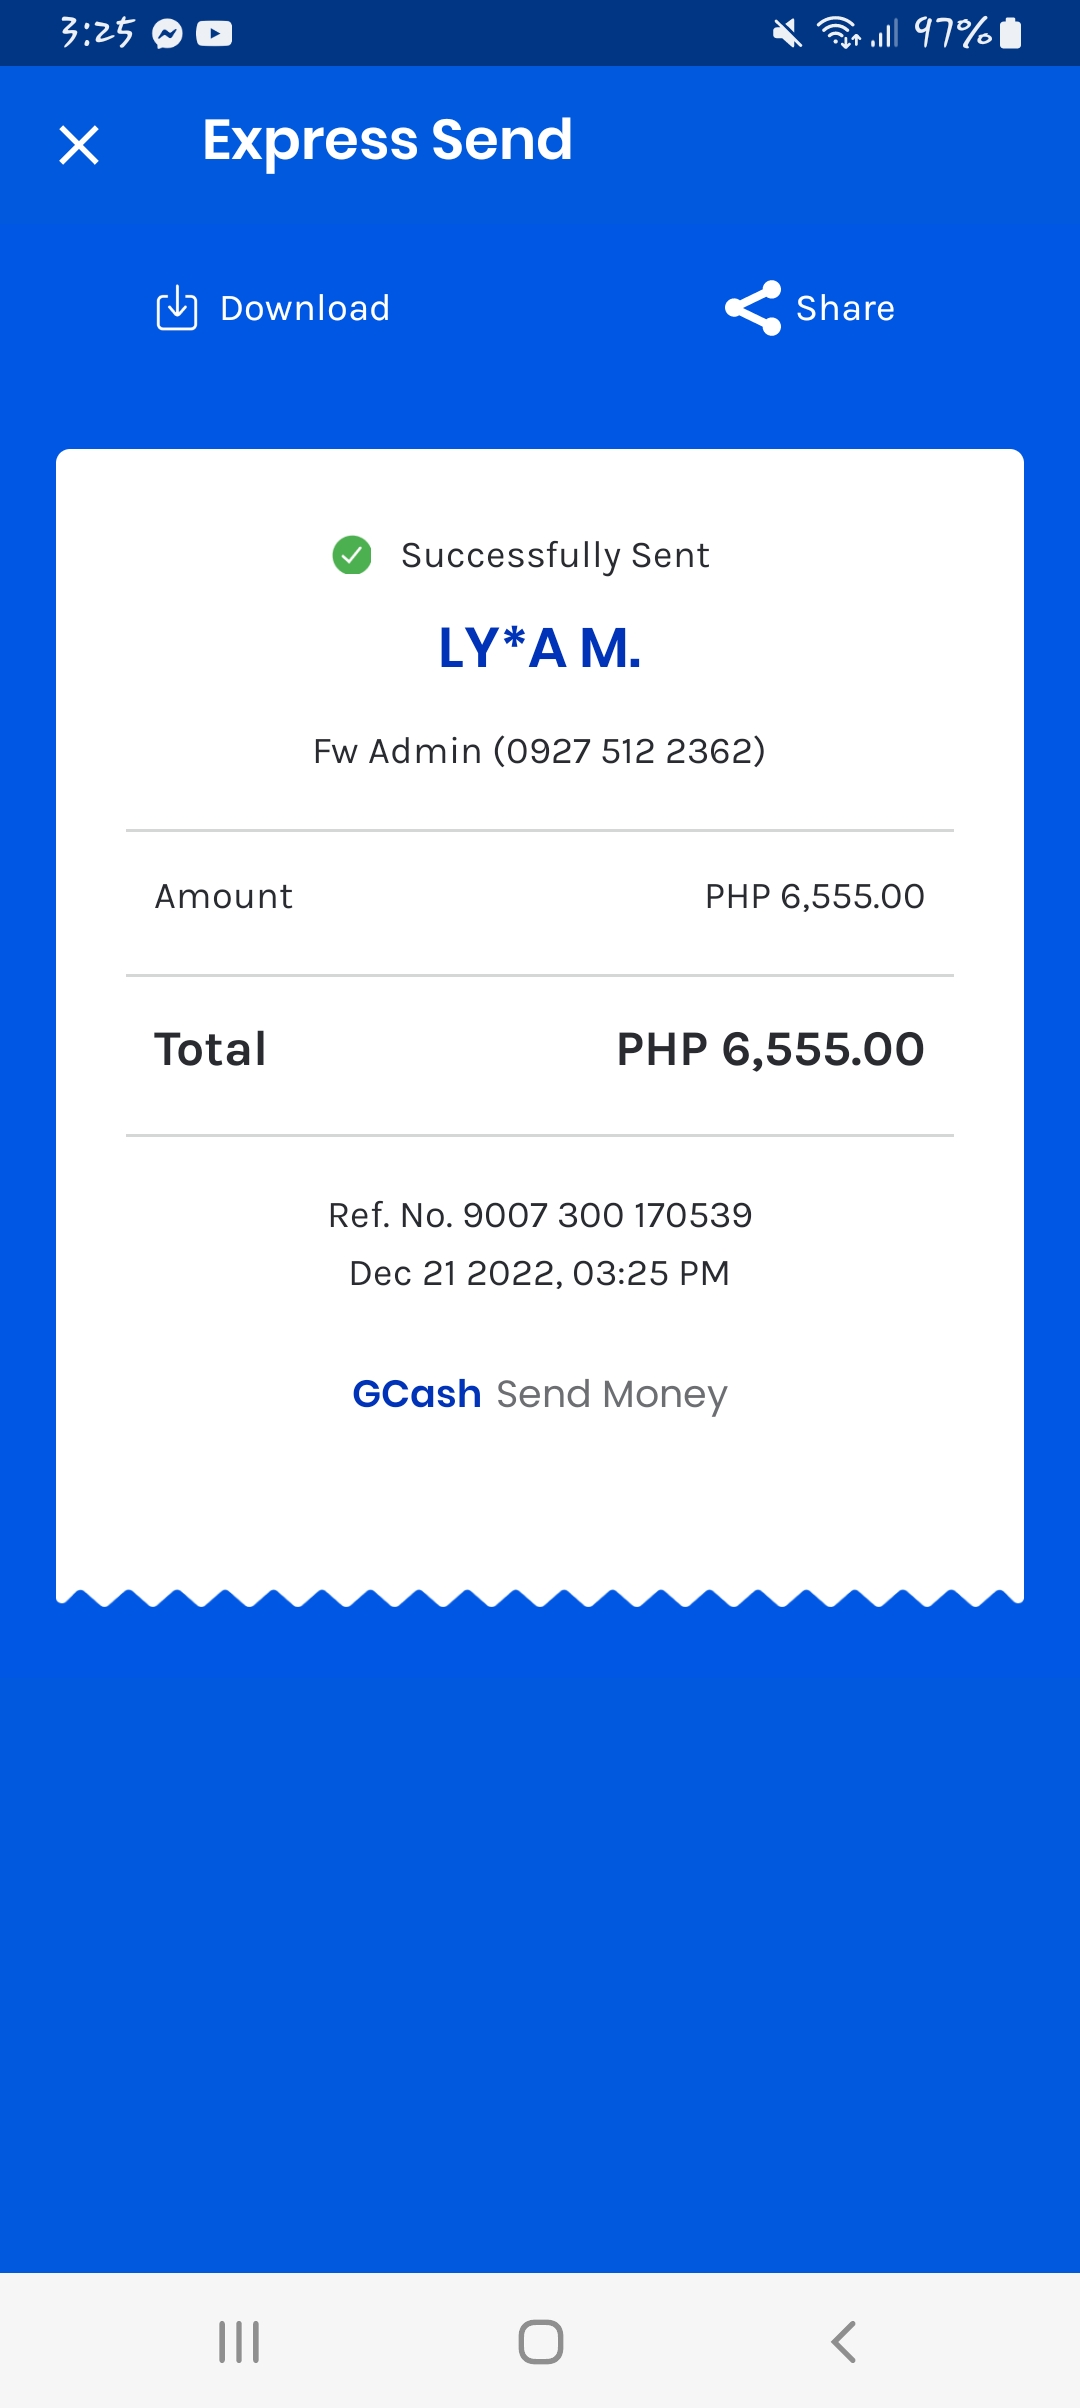 3:25 97%
Express Send
Download Share
Successfully Sent
LY*A M.
Fw Admin (0927 512 2362)
Amount PHP 6,555.00
Total PHP 6,555.00
Ref. No. 9007 300 170539
Dec 21 2022, 03:25 PM
GCash Send Money